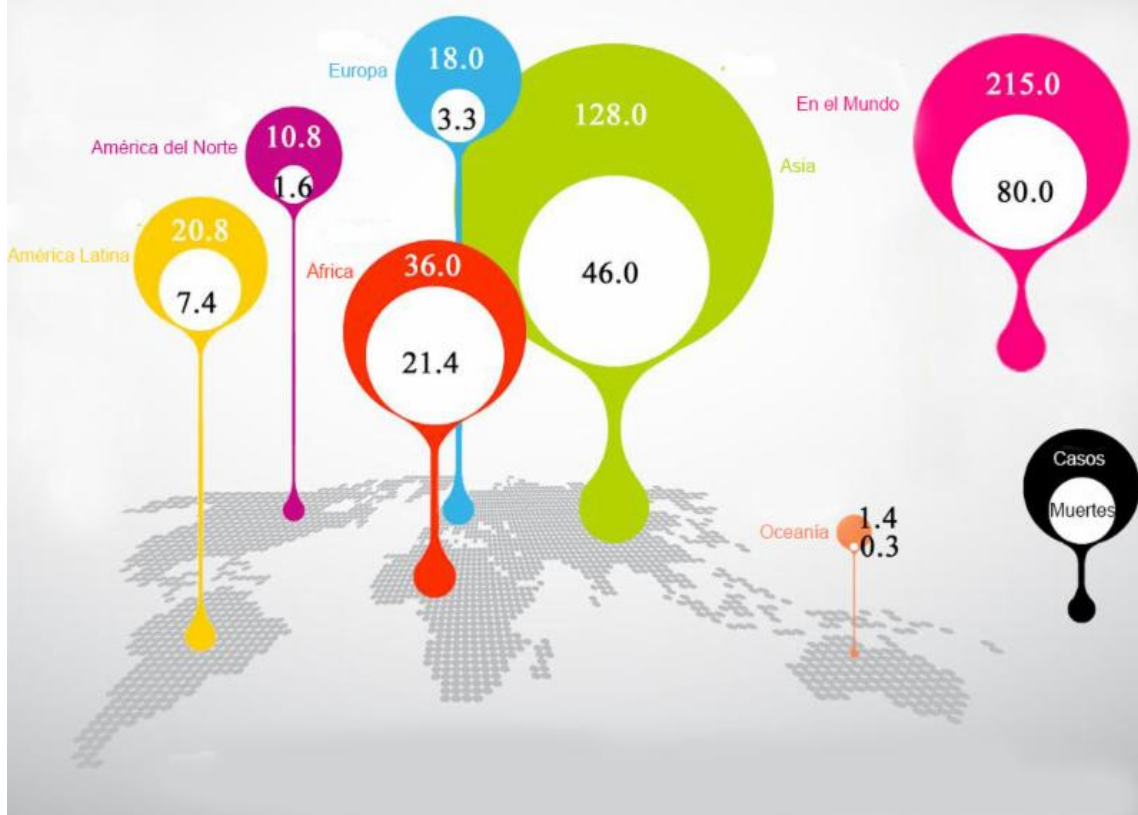 Europa
18.0
3.3
América del Norte
10.8
1.6
América Latina
20.8
7.4
Africa
36.0
21.4
128.0
46.0
Asia
En el Mundo
215.0
80.0
Oceanía
1.4
0.3
Casos
Muertes